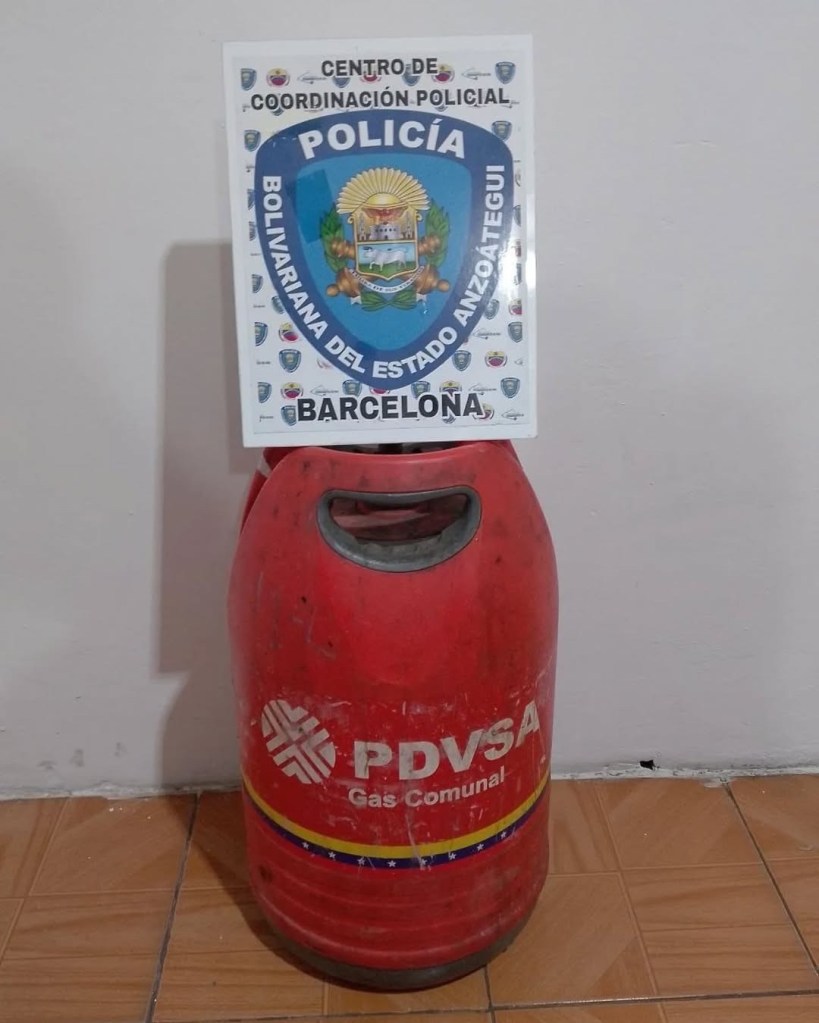 CENTRO DE
COORDINACIÓN POLICIAL
POLICÍA
BOLIVARIANA DEL ESTADO ANZOÁTEGUI
BARCELONA
PDVSA
Gas Comunal